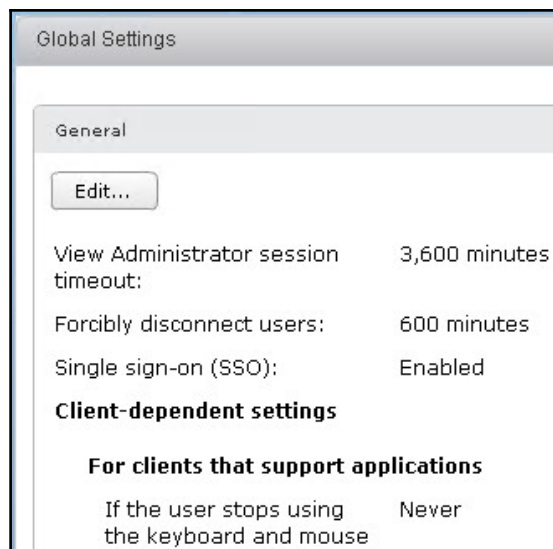 Global Settings
General
Edit...
View Administrator session 3,600 minutes
timeout:
Forcibly disconnect users: 600 minutes
Single sign-on (SSO): Enabled
Client-dependent settings
For clients that support applications
If the user stops using Never
the keyboard and mouse